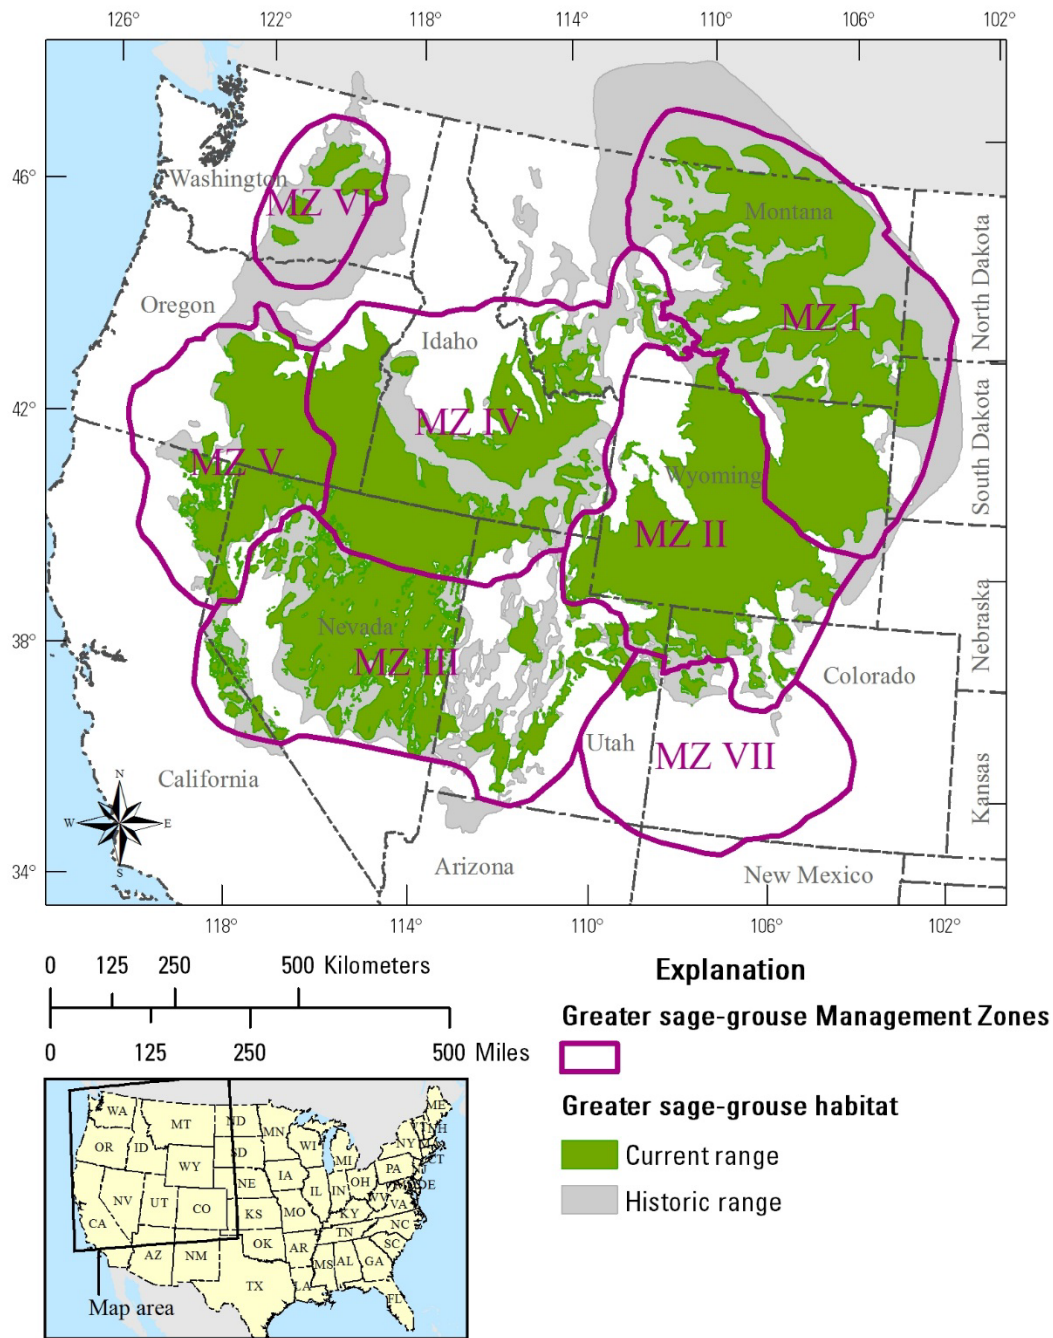 126° 122° 118° 114° 110° 106° 102°
46°
42°
38°
34°
Washington
MZ VI
Montana
North Dakota
Oregon
Idaho
MZ I
MZ IV
South Dakota
MZ V
Wyoming
MZ II
Nevada
MZ III
Nebraska
Colorado
Utah
MZ VII
California
Kansas
N
W E
S
Arizona
New Mexico
118° 114° 110° 106° 102°
0 125 250 500 Kilometers
0 125 250 500 Miles
Explanation
Greater sage-grouse Management Zones
Greater sage-grouse habitat
Current range
Historic range
WA
MT
ND
MN
ME
OR
ID
SD
WI
MI
NY
WY
IA
NE
PA
NV
UT
CO
IL
IN
OH
CA
KS
MO
KY
WV
VA
DE
CT
NH
AZ
NM
OK
AR
TN
NC
SC
MS
AL
GA
TX
LA
FL
Map area